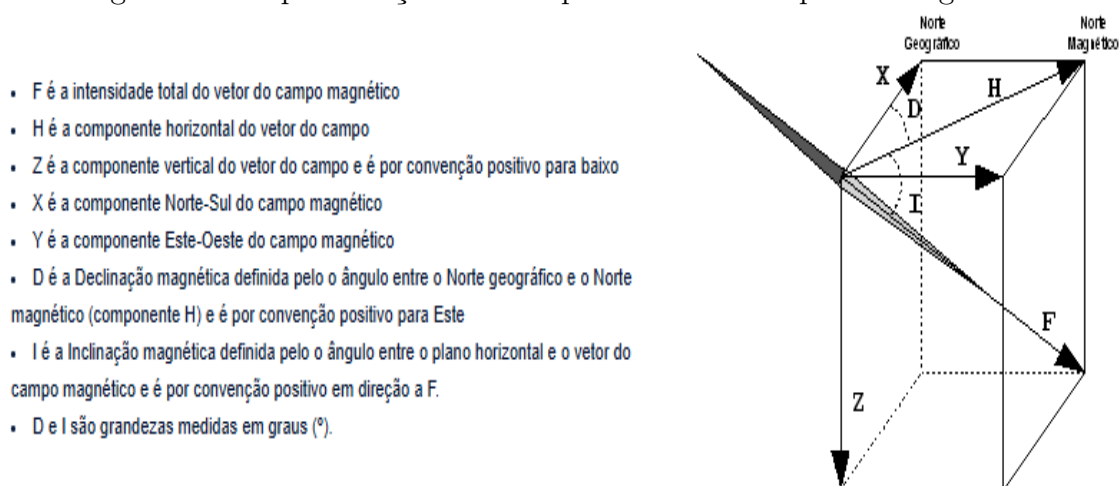 F é a intensidade total do vetor do campo magnético
H é a componente horizontal do vetor do campo
Z é a componente vertical do vetor do campo e é por convenção positivo para baixo
X é a componente Norte-Sul do campo magnético
Y é a componente Este-Oeste do campo magnético
D é a Declinação magnética definida pelo o ângulo entre o Norte geográfico e o Norte
magnético (componente H) e é por convenção positivo para Este
I é a Inclinação magnética definida pelo o ângulo entre o plano horizontal e o vetor do
campo magnético e é por convenção positivo em direção a F.
D e I são grandezas medidas em graus (º).
Norte
Geográfico
Norte
Magnético
X
D
H
Y
I
F
Z